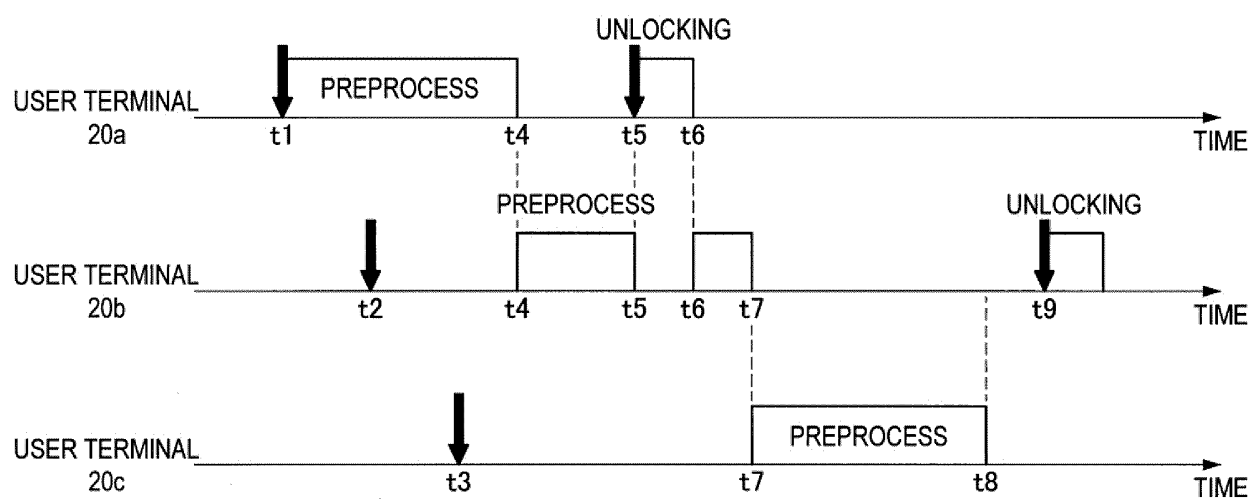 UNLOCKING
PREPROCESS
USER TERMINAL
20a
t1 t4 t5 t6
TIME
PREPROCESS UNLOCKING
USER TERMINAL
20b
t2 t4 t5 t6 t7 t9
TIME
PREPROCESS
USER TERMINAL
20c
t3 t7 t8
TIME